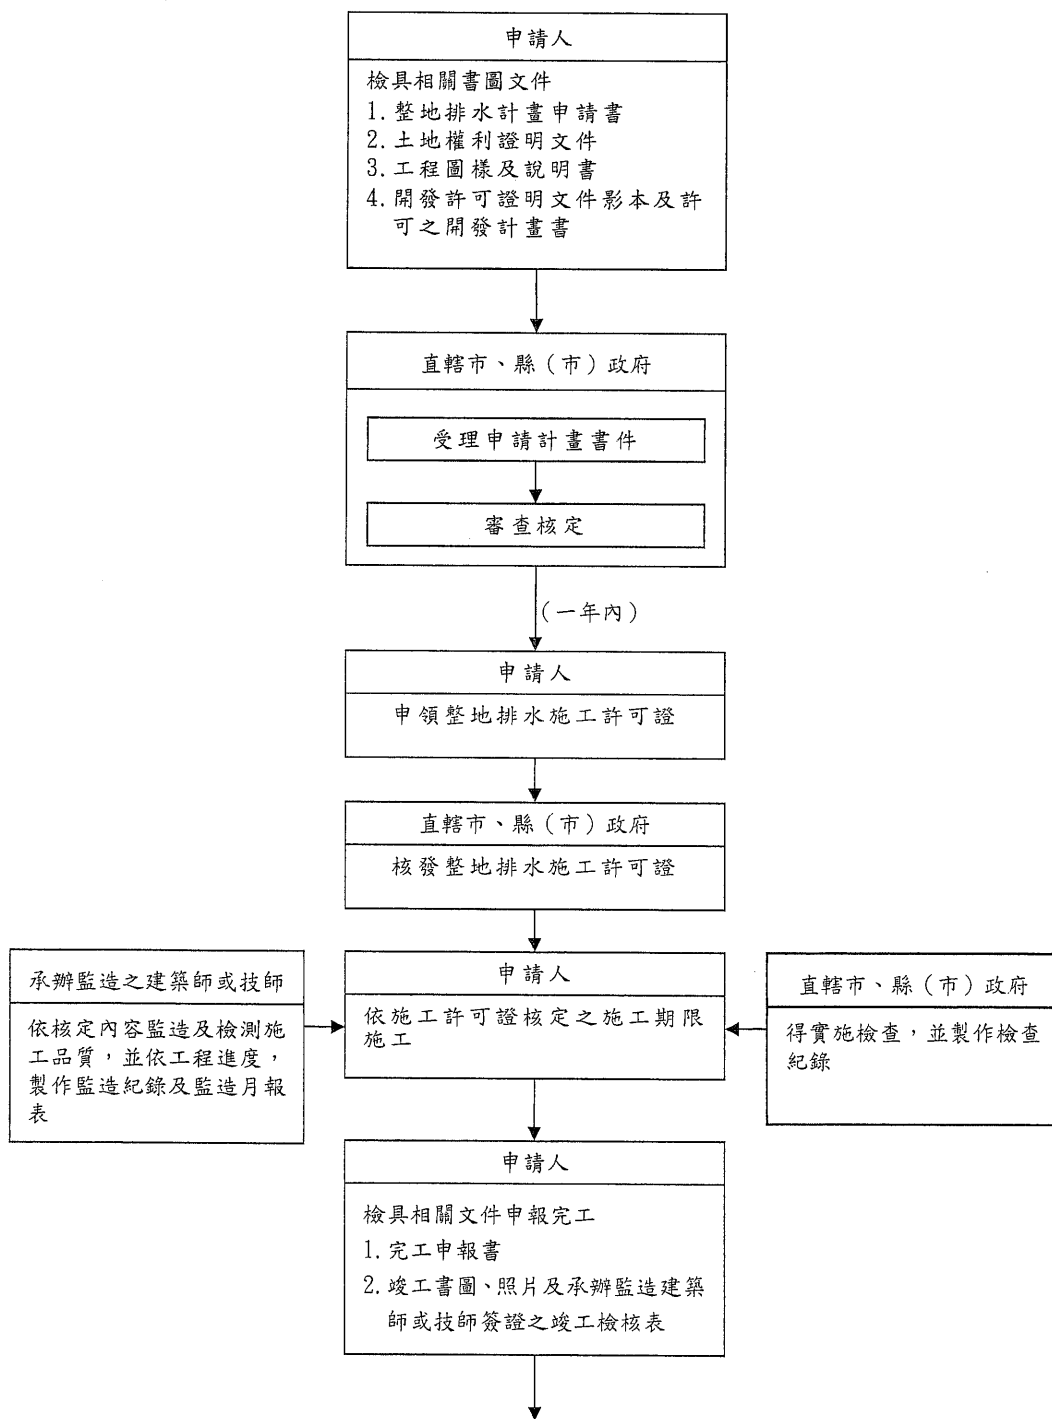 申請人
檢具相關書圖文件
1. 整地排水計畫申請書
2. 土地權利證明文件
3. 工程圖樣及說明書
4. 開發許可證明文件影本及許
可之開發計畫書
直轄市、縣（市）政府
受理申請計畫書件
審查核定
（一年內）
申請人
申領整地排水施工許可證
直轄市、縣（市）政府
核發整地排水施工許可證
承辦監造之建築師或技師
依核定內容監造及檢測施
工品質，並依工程進度，
製作監造紀錄及監造月報
表
申請人
依施工許可證核定之施工期限
施工
直轄市、縣（市）政府
得實施檢查，並製作檢查
紀錄
申請人
檢具相關文件申報完工
1. 完工申報書
2. 竣工書圖、照片及承辦監造建築
師或技師簽證之竣工檢核表